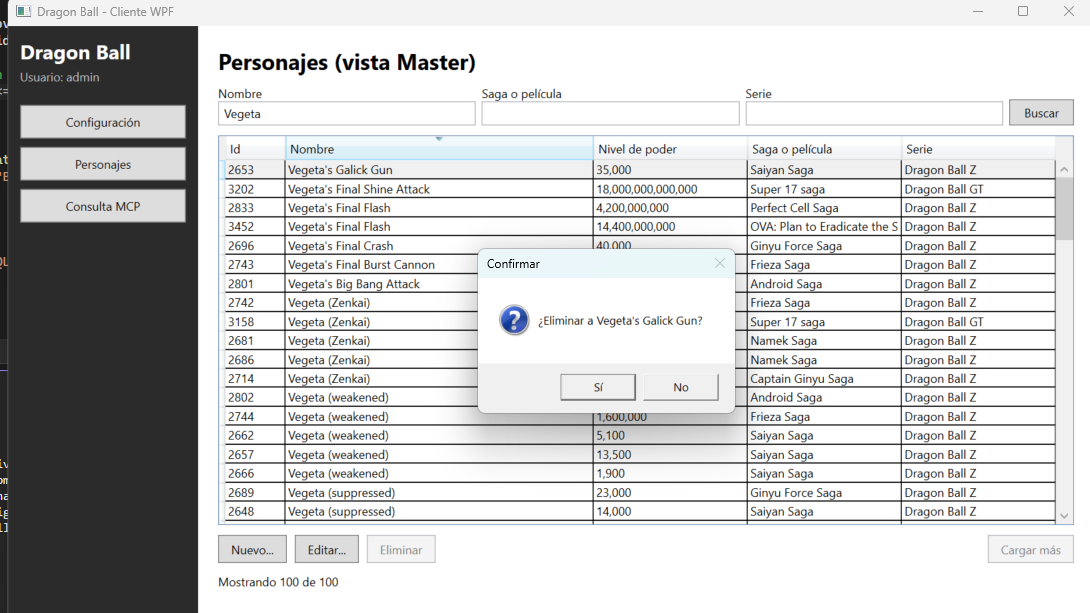 Dragon Ball - Cliente WPF
Dragon Ball
Usuario: admin
Configuración
Personajes
Consulta MCP
Personajes (vista Master)
Nombre Saga o película Serie
Vegeta Buscar
Id Nombre Nivel de poder Saga o película Serie
2653 Vegeta's Galick Gun 35,000 Saiyan Saga Dragon Ball Z
3202 Vegeta's Final Shine Attack 18,000,000,000,000 Super 17 saga Dragon Ball GT
2833 Vegeta's Final Flash 4,200,000,000 Perfect Cell Saga Dragon Ball Z
3452 Vegeta's Final Flash 14,400,000,000 OVA: Plan to Eradicate the S Dragon Ball Z
2696 Vegeta's Final Crash 40,000 Ginyu Force Saga Dragon Ball Z
2743 Vegeta's Final Burst Cannon Frieza Saga Dragon Ball Z
2801 Vegeta's Big Bang Attack Android Saga Dragon Ball Z
2742 Vegeta (Zenkai) Frieza Saga Dragon Ball Z
3158 Vegeta (Zenkai) Super 17 saga Dragon Ball GT
2681 Vegeta (Zenkai) Namek Saga Dragon Ball Z
2686 Vegeta (Zenkai) Namek Saga Dragon Ball Z
2714 Vegeta (Zenkai) Captain Ginyu Saga Dragon Ball Z
2802 Vegeta (weakened) Android Saga Dragon Ball Z
2744 Vegeta (weakened) 1,600,000 Frieza Saga Dragon Ball Z
2662 Vegeta (weakened) 5,100 Saiyan Saga Dragon Ball Z
2657 Vegeta (weakened) 13,500 Saiyan Saga Dragon Ball Z
2666 Vegeta (weakened) 1,900 Saiyan Saga Dragon Ball Z
2689 Vegeta (suppressed) 23,000 Ginyu Force Saga Dragon Ball Z
2648 Vegeta (suppressed) 14,000 Saiyan Saga Dragon Ball Z
Confirmar
¿Eliminar a Vegeta's Galick Gun?
Sí No
Nuevo... Editar... Eliminar Cargar más
Mostrando 100 de 100